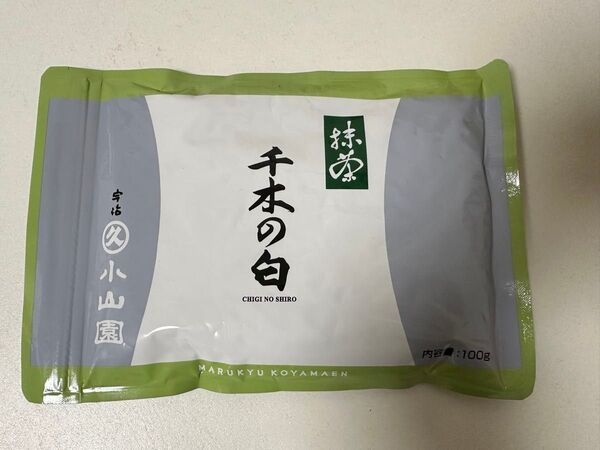 抹茶
千木の白
CHIGI NO SHIRO
宇治
久
小山園
内容量:100g
MARUKYU KOYAMAEN